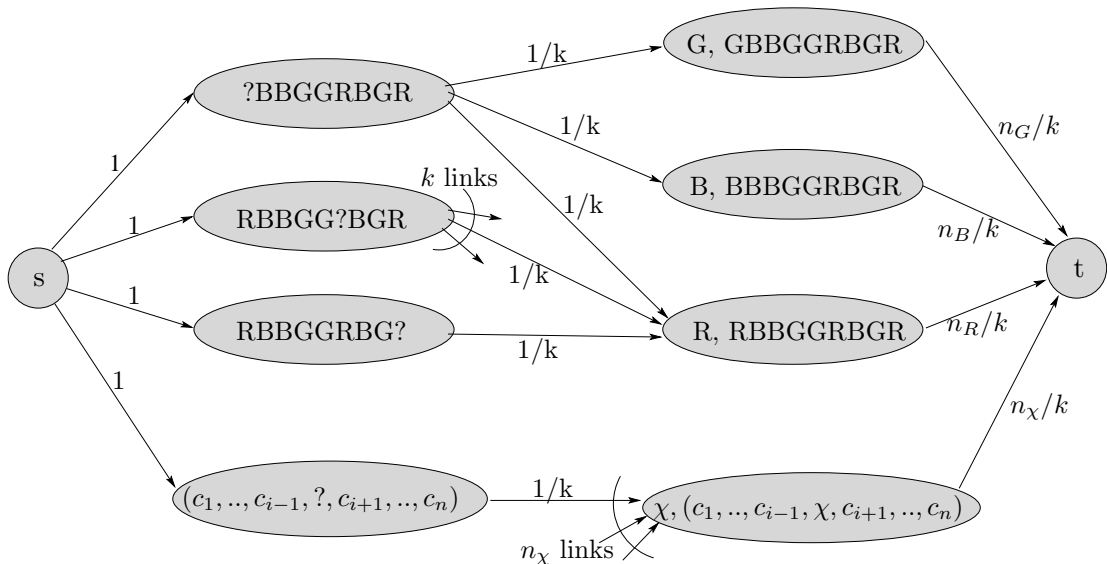 G, GBBGGRBGR
1/k
?BBGGRBGR
1/k
n_G/k
1
k links
B, BBBGGRBGR
1/k
RBBGG?BGR
1
n_B/k
s
1/k
t
1
RBBGGRBG?
1/k
R, RBBGGRBGR
n_R/k
1
n_χ/k
(c_1, .., c_{i−1}, ?, c_{i+1}, .., c_n)
1/k
χ, (c_1, .., c_{i−1}, χ, c_{i+1}, .., c_n)
n_χ links